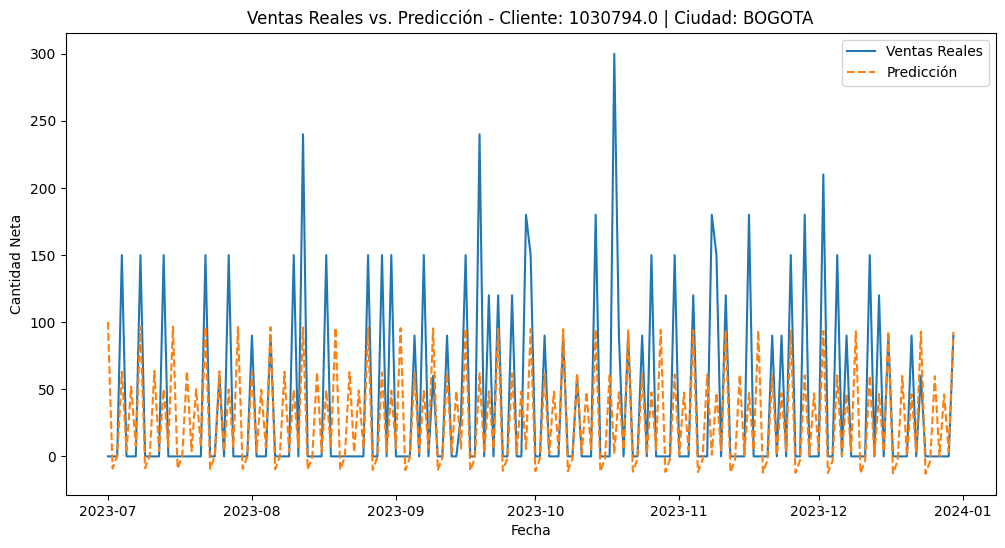 Ventas Reales vs. Predicción - Cliente: 1030794.0 | Ciudad: BOGOTA
Ventas Reales
Predicción
300
250
200
150
100
50
0
Cantidad Neta
2023-07
2023-08
2023-09
2023-10
2023-11
2023-12
2024-01
Fecha